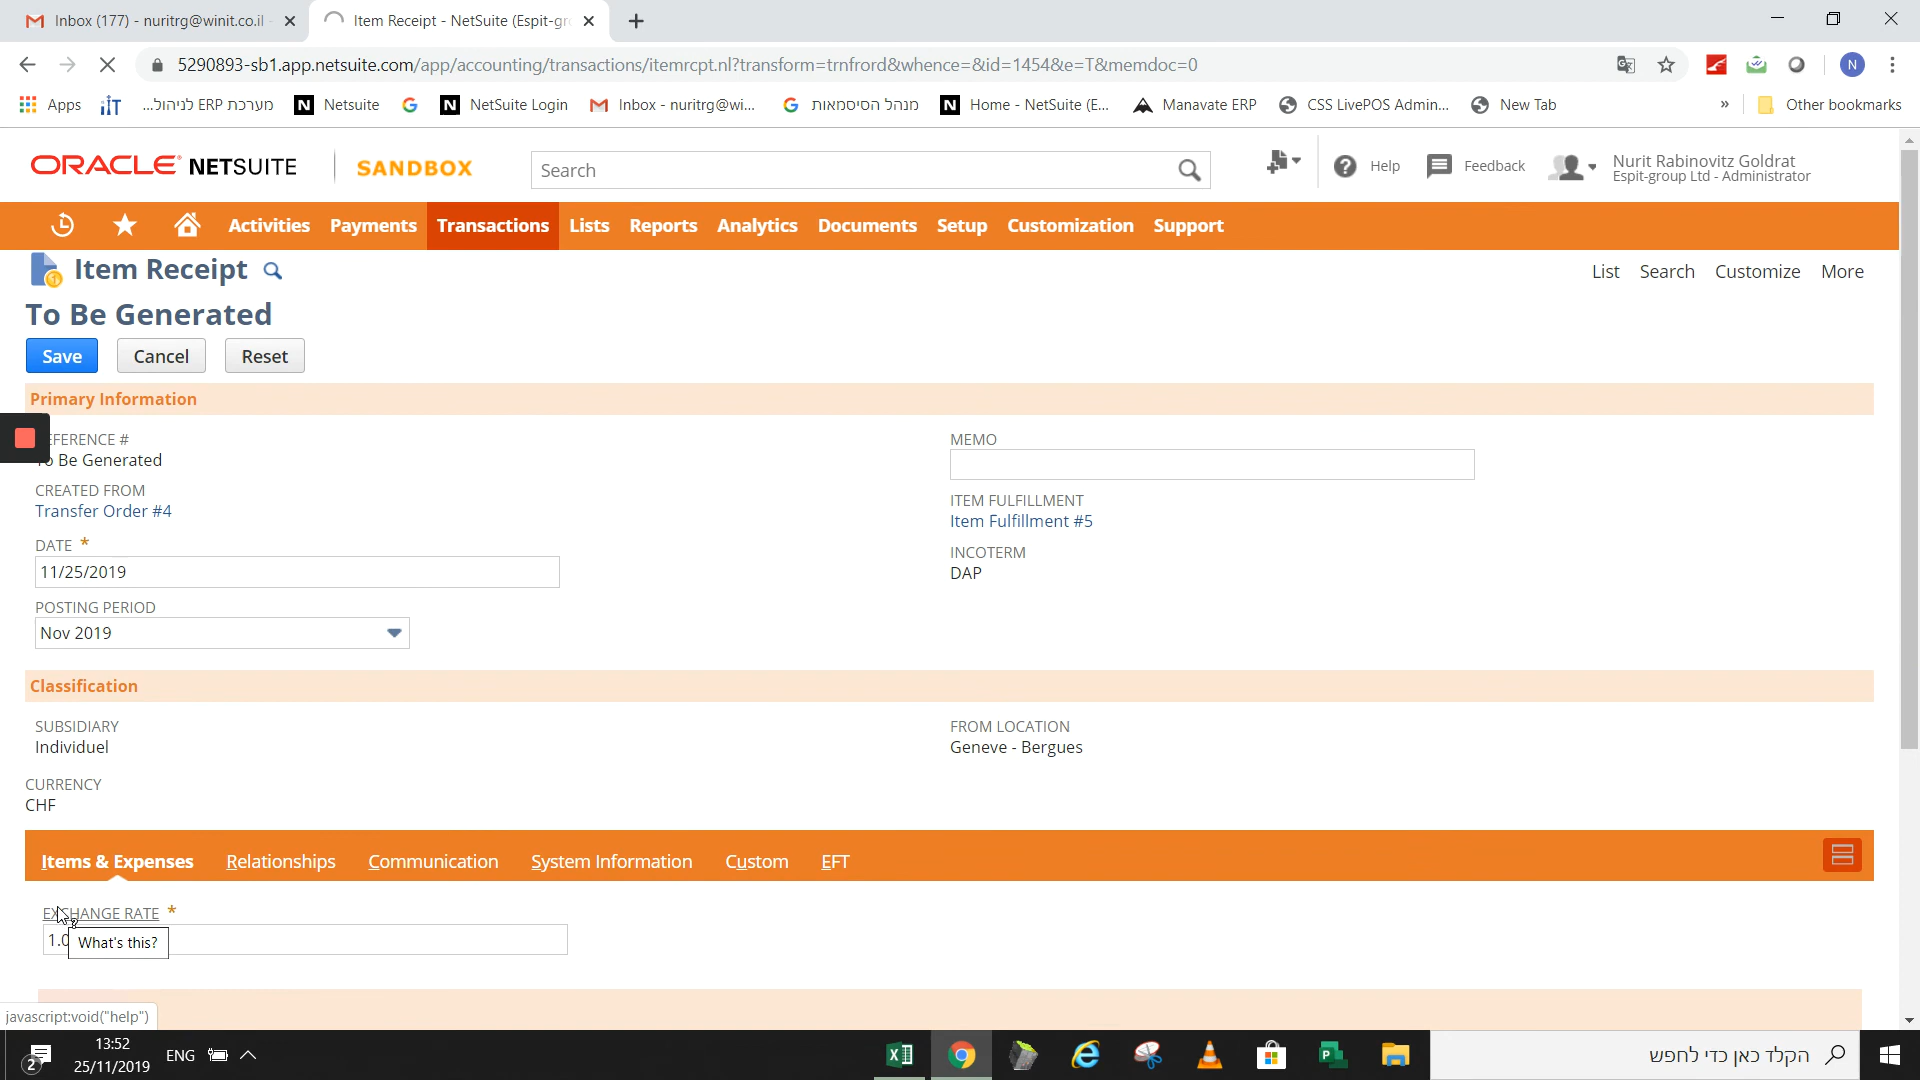 Inbox (177) - nuritrg@winit.co.il -
Item Receipt - NetSuite (Espit-gr
5290893-sb1.app.netsuite.com/app/accounting/transactions/itemrcpt.nl?transform=trnfrord&whence=&id=1454&e=T&memdoc=0
Apps
מערכת ERP לניהול...
Netsuite
NetSuite Login
Inbox - nuritrg@wi...
מנהל הסיסמאות
Home - NetSuite (E...
Manavate ERP
CSS LivePOS Admin...
New Tab
»
Other bookmarks
N
ORACLE NETSUITE
SANDBOX
Search
Help
Feedback
Nurit Rabinovitz Goldrat
Espit-group Ltd - Administrator
Activities Payments Transactions Lists Reports Analytics Documents Setup Customization Support
Item Receipt
List Search Customize More
To Be Generated
Save Cancel Reset
Primary Information
EFERENCE #
To Be Generated
CREATED FROM
Transfer Order #4
DATE *
11/25/2019
POSTING PERIOD
Nov 2019
MEMO
ITEM FULFILLMENT
Item Fulfillment #5
INCOTERM
DAP
Classification
SUBSIDIARY
Individuel
FROM LOCATION
Geneve - Bergues
CURRENCY
CHF
Items & Expenses Relationships Communication System Information Custom EFT
EXCHANGE RATE *
1.0
What's this?
javascript:void("help")
2
13:52
25/11/2019
ENG
הקלד כאן כדי לחפש